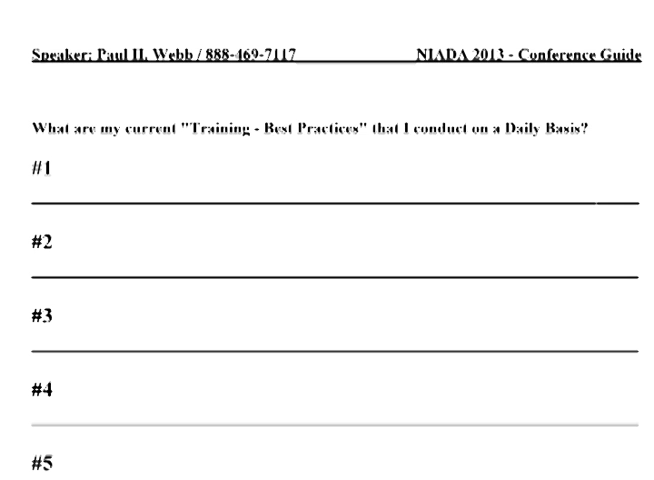 Speaker: Paul H. Webb / 888-469-7117 NIADA 2013 - Conference Guide
What are my current "Training - Best Practices" that I conduct on a Daily Basis?
#1
#2
#3
#4
#5